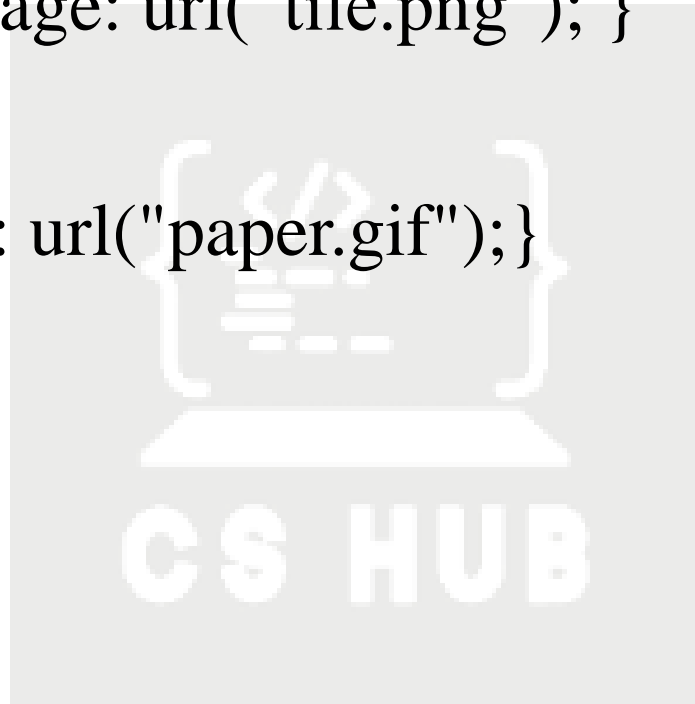 age: url("tile.png"); }
: url("paper.gif");}
</>
CS HUB